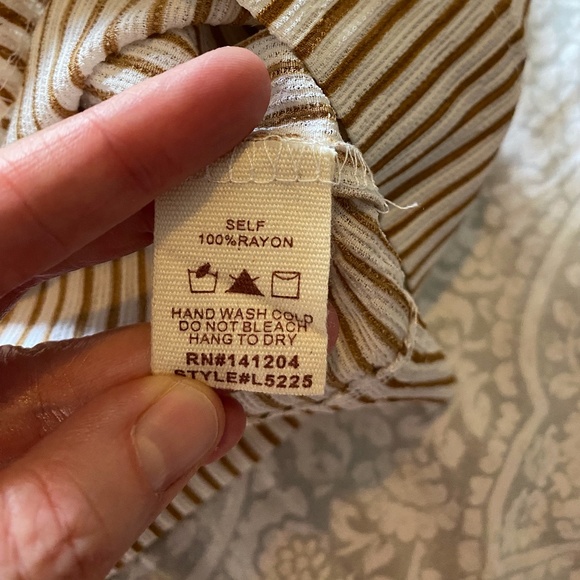 SELF
100%RAYON
HAND WASH COLD
DO NOT BLEACH
HANG TO DRY
RN#141204
STYLE#L5225